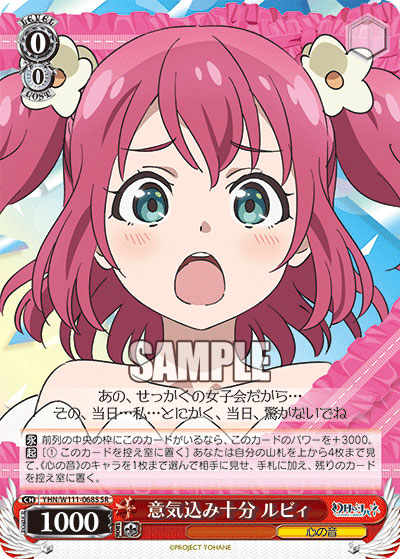 LEVEL
0
0
COST
SAMPLE
あの、せっかくの女子会だから…
その、当日…私…とにかく、当日、驚かないでね
永 前列の中央の枠にこのカードがいるなら、このカードのパワーを+3000。
起 [① このカードを控え室に置く] あなたは自分の山札を上から4枚まで見
て、《心の音》のキャラを1枚まで選んで相手に見せ、手札に加え、残りのカード
を控え室に置く。
CH YHN/W111-068SSR
1000
意気込み十分 ルビィ
心の音
©PROJECT YOHANE